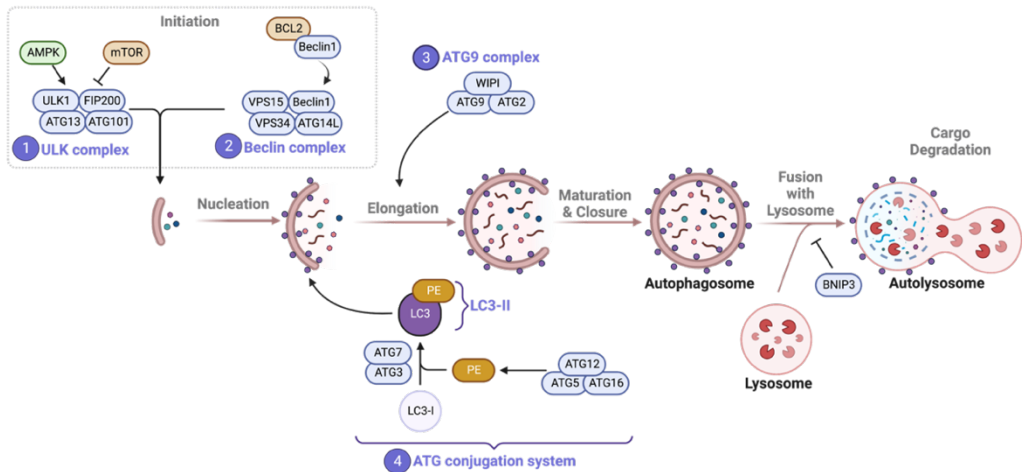 Initiation
AMPK
mTOR
ULK1
FIP200
ATG13
ATG101
1 ULK complex
BCL2
Beclin1
VPS15
Beclin1
VPS34
ATG14L
2 Beclin complex
3 ATG9 complex
WIPI
ATG9
ATG2
Nucleation
Elongation
Maturation
& Closure
Autophagosome
Fusion
with
Lysosome
Cargo
Degradation
BNIP3
Autolysosome
Lysosome
PE
LC3
LC3-II
ATG7
ATG3
PE
ATG12
ATG5
ATG16
LC3-I
4 ATG conjugation system